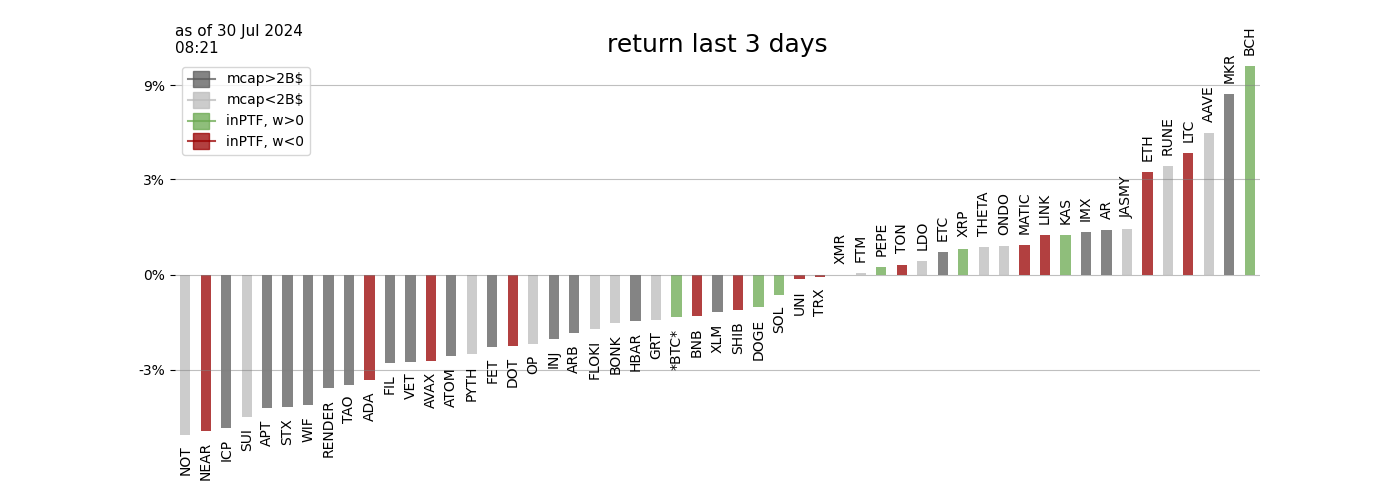 as of 30 Jul 2024
08:21
return last 3 days
mcap>2B$
mcap<2B$
inPTF, w>0
inPTF, w<0
9%
3%
0%
-3%
NOT
NEAR
ICP
SUI
APT
STX
WIF
RENDER
TAO
ADA
FIL
VET
AVAX
ATOM
PYTH
FET
DOT
OP
INJ
ARB
FLOKI
BONK
HBAR
GRT
*BTC*
BNB
XLM
SHIB
DOGE
SOL
UNI
TRX
XMR
FTM
PEPE
TON
LDO
ETC
XRP
THETA
ONDO
MATIC
LINK
KAS
IMX
AR
JASMY
ETH
RUNE
LTC
AAVE
MKR
BCH